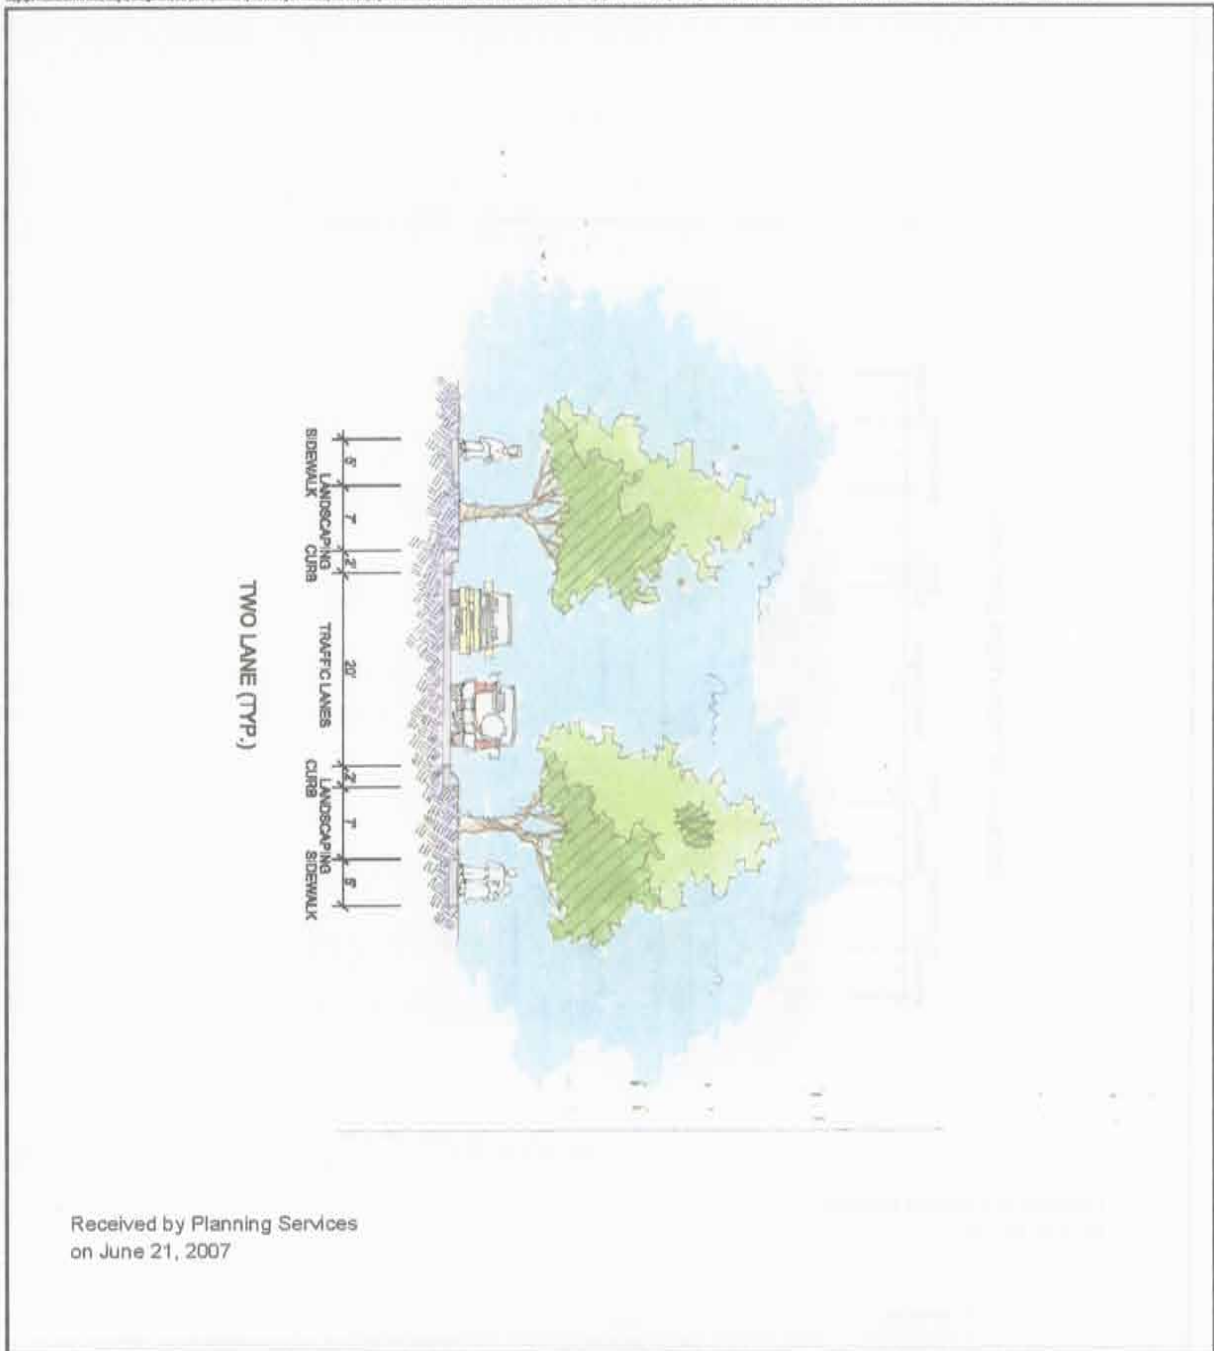 5' 7' 2' 20' 2' 7' 5'
SIDEWALK LANDSCAPING CURB TRAFFIC LANES CURB LANDSCAPING SIDEWALK
TWO LANE (TYP.)
Received by Planning Services
on June 21, 2007